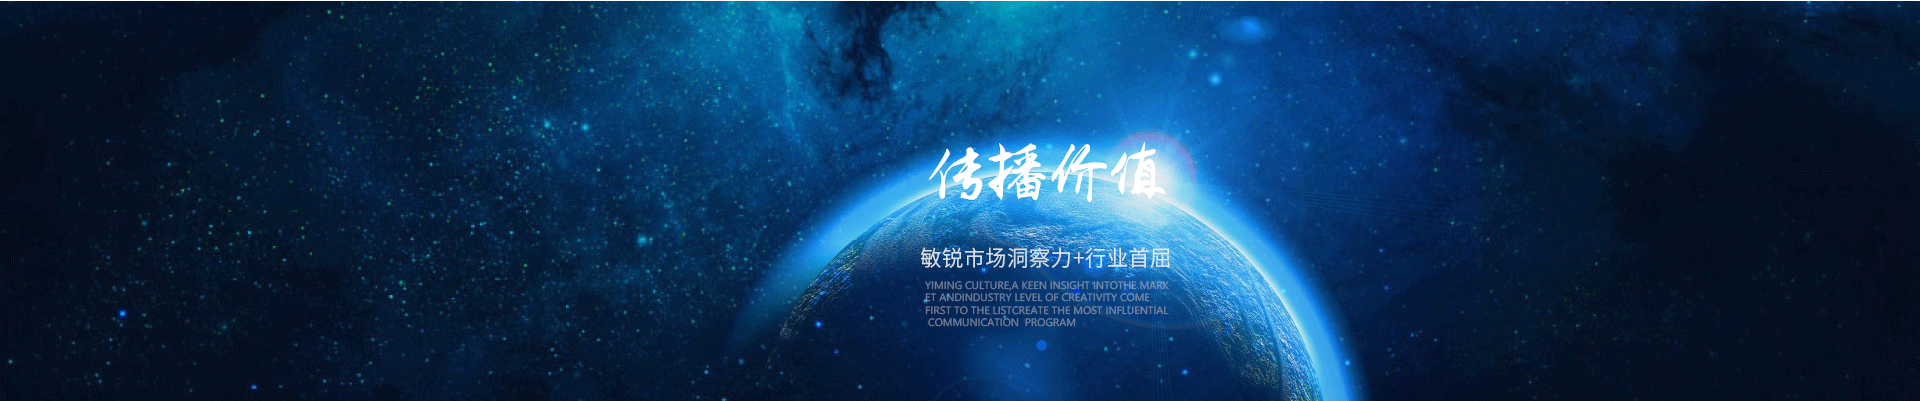 传播价值
敏锐市场洞察力+行业首屈
YIMING CULTURE,A KEEN INSIGHT INTOTHE MARK
ET ANDINDUSTRY LEVEL OF CREATIVITY COME
FIRST TO THE LISTCREATE THE MOST INFLUENTIAL
COMMUNICATION PROGRAM